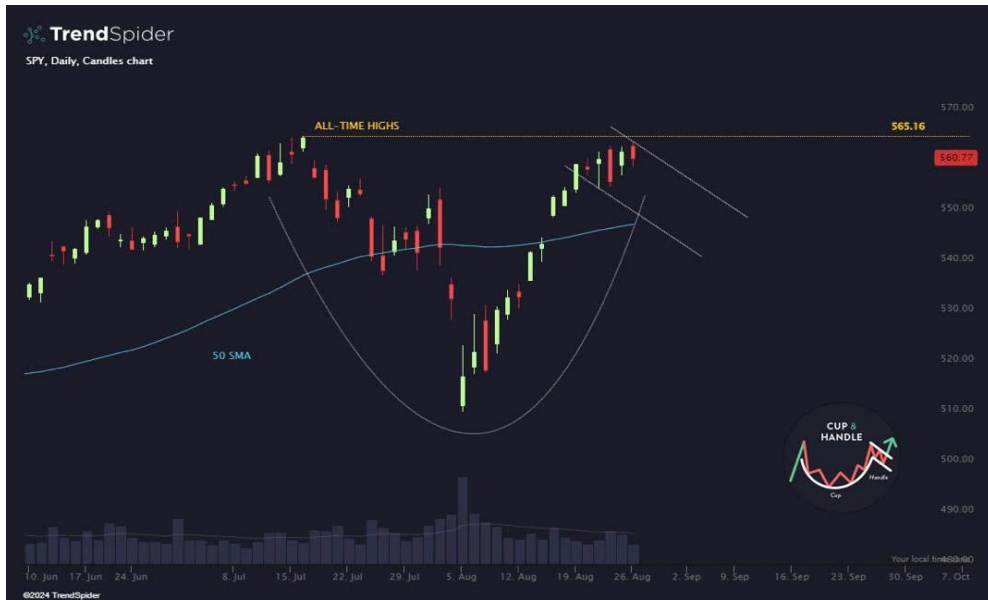 TrendSpider
SPY, Daily, Candles chart
570.00
ALL-TIME HIGHS
565.16
560.77
550.00
540.00
530.00
50 SMA
520.00
510.00
CUP &
HANDLE
Handle
Cup
500.00
490.00
480.00
Your local time
10. Jun 17. Jun 24. Jun 8. Jul 15. Jul 22. Jul 29. Jul 5. Aug 12. Aug 19. Aug 26. Aug 2. Sep 9. Sep 16. Sep 23. Sep 30. Sep 7. Oct
©2024 TrendSpider